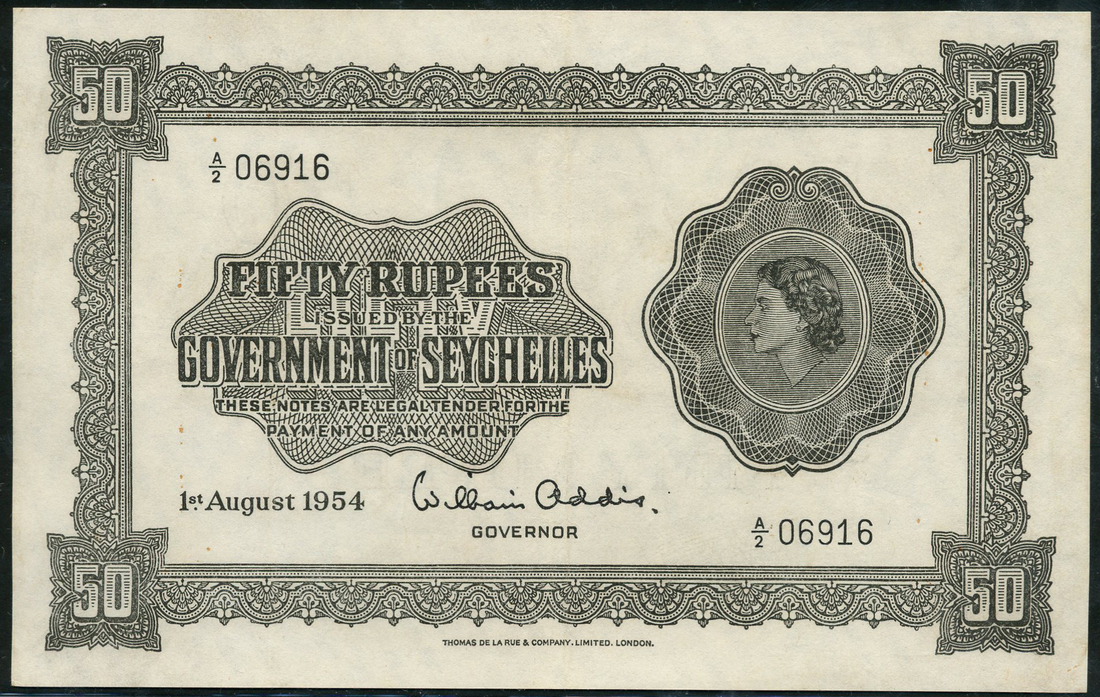 50 50
A/2 06916
FIFTY RUPEES
ISSUED BY THE
GOVERNMENT OF SEYCHELLES
THESE NOTES ARE LEGAL TENDER FOR THE
PAYMENT OF ANY AMOUNT
1st August 1954 William Addis.
GOVERNOR
A/2 06916
50 50
THOMAS DE LA RUE & COMPANY. LIMITED. LONDON.